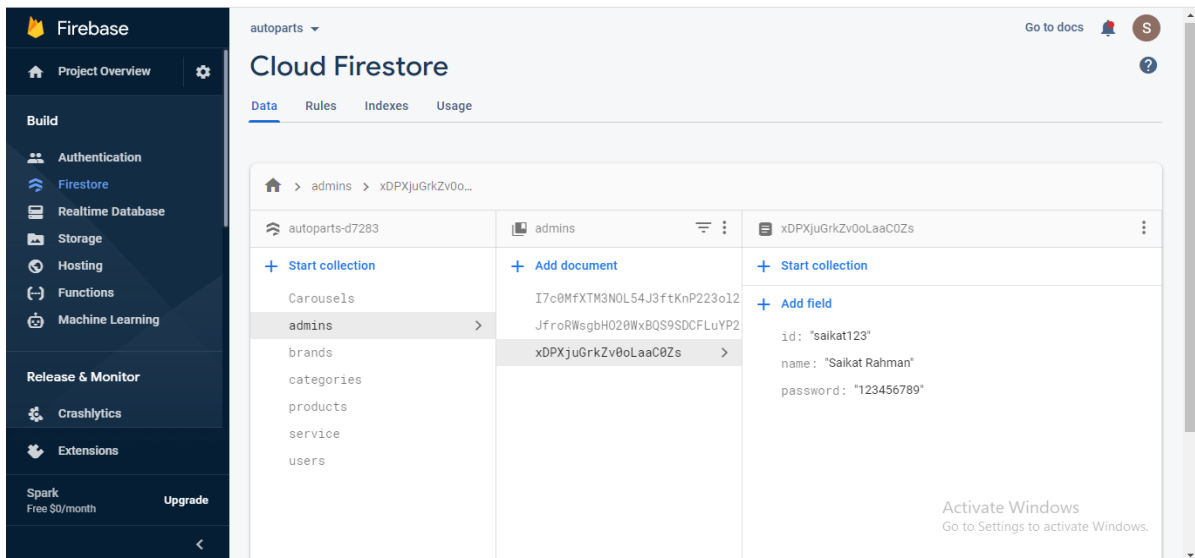 Firebase
Project Overview
Build
Authentication
Firestore
Realtime Database
Storage
Hosting
Functions
Machine Learning
Release & Monitor
Crashlytics
Extensions
Spark
Free $0/month
Upgrade
autoparts
Go to docs
S
Cloud Firestore
?
Data Rules Indexes Usage
admins > xDPXjuGrkZv0o...
autoparts-d7283
Start collection
Carousels
admins
brands
categories
products
service
users
admins
Add document
I7c0MfXTM3NOL54J3ftKnP223ol2
JfroRWsgbHO20WxBQS9SDCFLuYP2
xDPXjuGrkZv0oLaaC0Zs
xDPXjuGrkZv0oLaaC0Zs
Start collection
Add field
id: "saikat123"
name: "Saikat Rahman"
password: "123456789"
Activate Windows
Go to Settings to activate Windows.